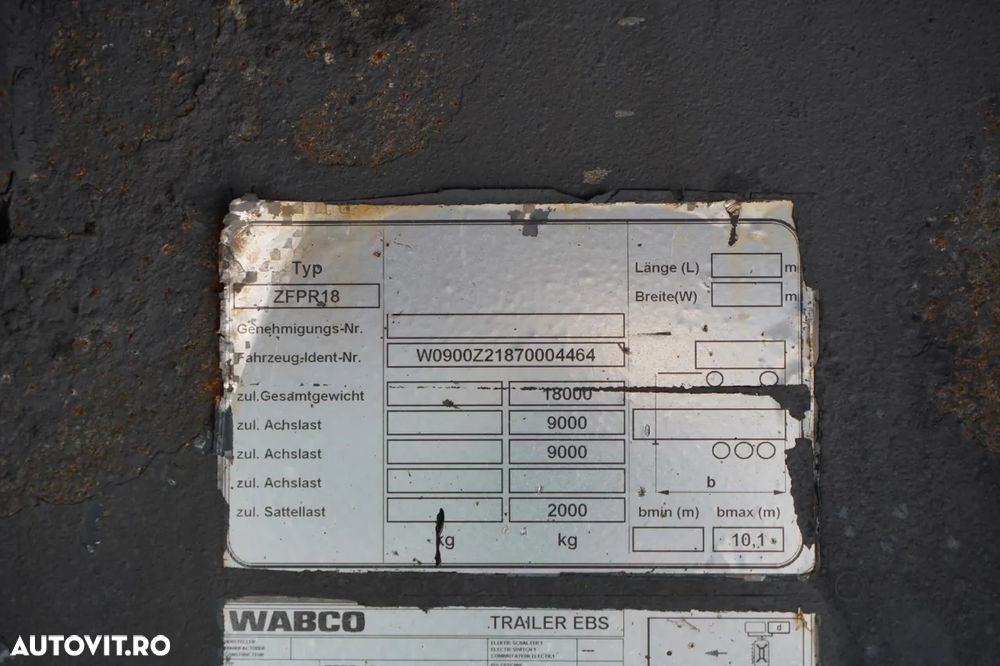 Typ
ZFPR18
Länge (L) m
Breite(W) m
Genehmigungs-Nr.
Fahrzeug-Ident-Nr. W0900Z21870004464
zul.Gesamtgewicht 18000
zul. Achslast 9000
zul. Achslast 9000
zul. Achslast
b
zul. Sattellast 2000
bmin (m) bmax (m)
kg kg 10,1
WABCO TRAILER EBS
d
AUTOVIT.RO